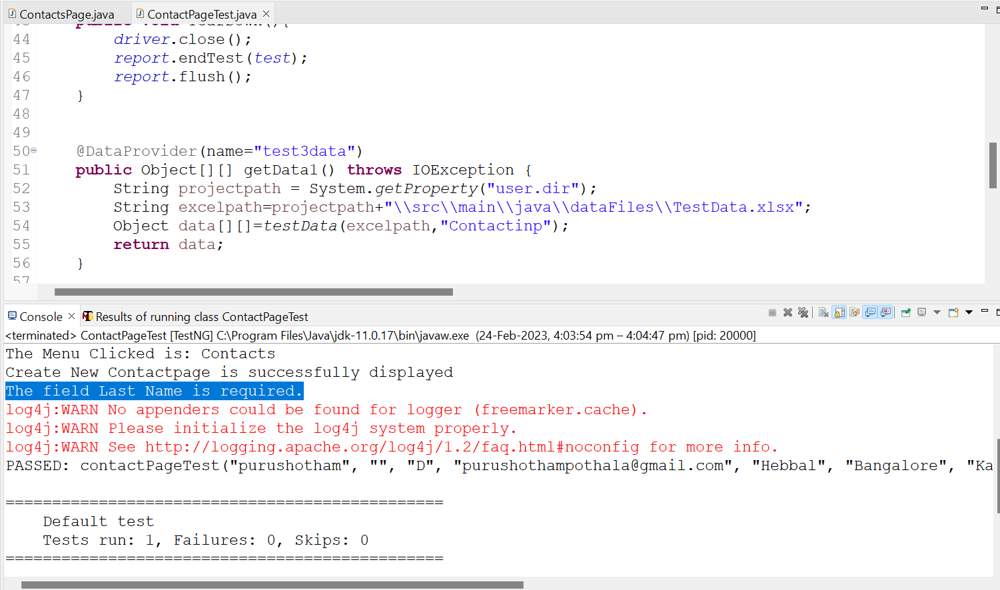 ContactsPage.java ContactPageTest.java
44 driver.close();
45 report.endTest(test);
46 report.flush();
47 }
48
49
50 @DataProvider(name="test3data")
51 public Object[][] getData1() throws IOException {
52 String projectpath = System.getProperty("user.dir");
53 String excelpath=projectpath+"\\src\\main\\java\\dataFiles\\TestData.xlsx";
54 Object data[][]=testData(excelpath,"Contactinp");
55 return data;
56 }
57
Console Results of running class ContactPageTest
<terminated> ContactPageTest [TestNG] C:\Program Files\Java\jdk-11.0.17\bin\javaw.exe (24-Feb-2023, 4:03:54 pm – 4:04:47 pm) [pid: 20000]
The Menu Clicked is: Contacts
Create New Contactpage is successfully displayed
The field Last Name is required.
log4j:WARN No appenders could be found for logger (freemarker.cache).
log4j:WARN Please initialize the log4j system properly.
log4j:WARN See http://logging.apache.org/log4j/1.2/faq.html#noconfig for more info.
PASSED: contactPageTest("purushotham", "", "D", "purushothampothala@gmail.com", "Hebbal", "Bangalore", "Ka
===============================================
Default test
Tests run: 1, Failures: 0, Skips: 0
===============================================